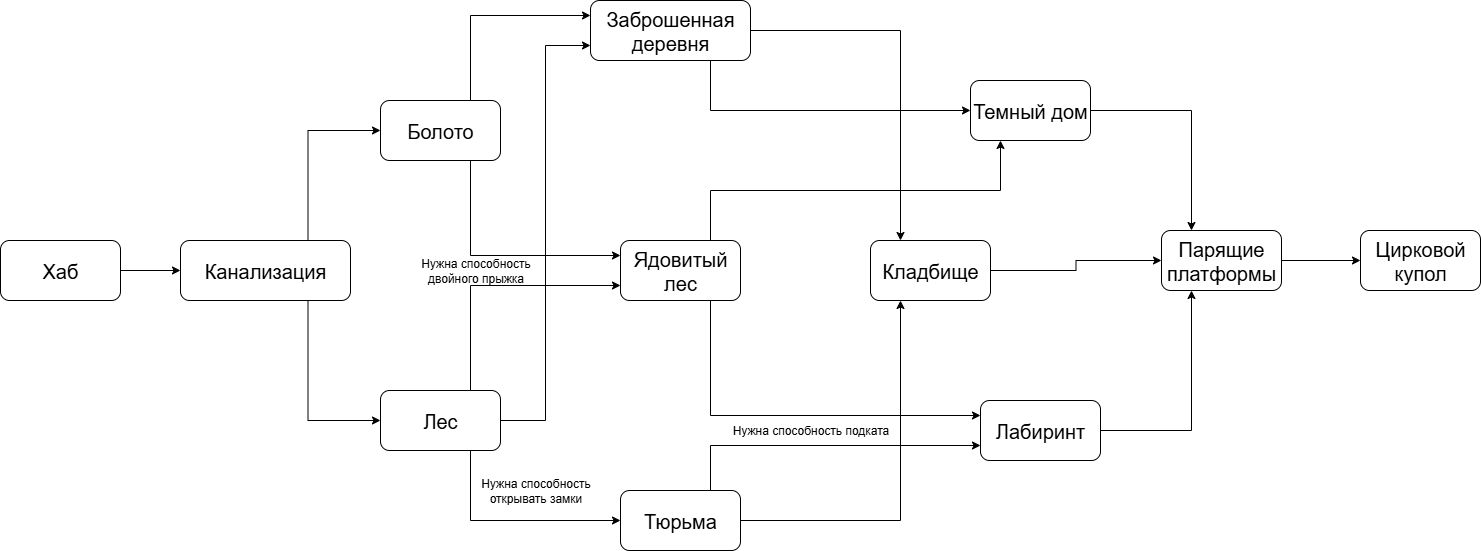 Заброшенная
деревня
Темный дом
Болото
Хаб
Канализация
Нужна способность
двойного прыжка
Ядовитый
лес
Кладбище
Парящие
платформы
Цирковой
купол
Лес
Нужна способность подката
Лабиринт
Нужна способность
открывать замки
Тюрьма